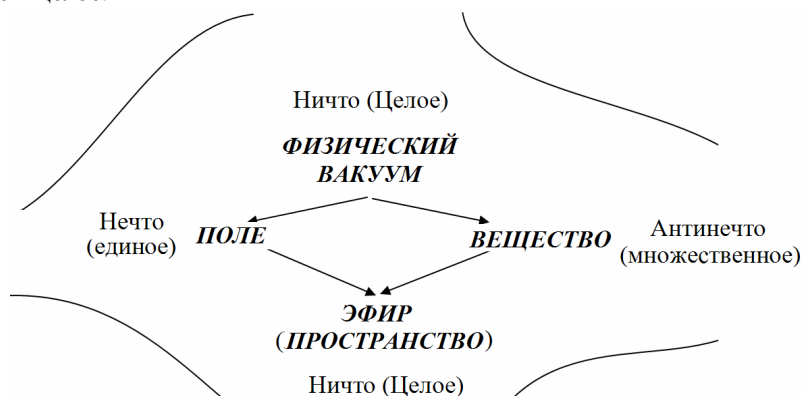 Ничто (Целое)
ФИЗИЧЕСКИЙ
ВАКУУМ
Нечто
(единое)
ПОЛЕ
ВЕЩЕСТВО
Антинечто
(множественное)
ЭФИР
(ПРОСТРАНСТВО)
Ничто (Целое)